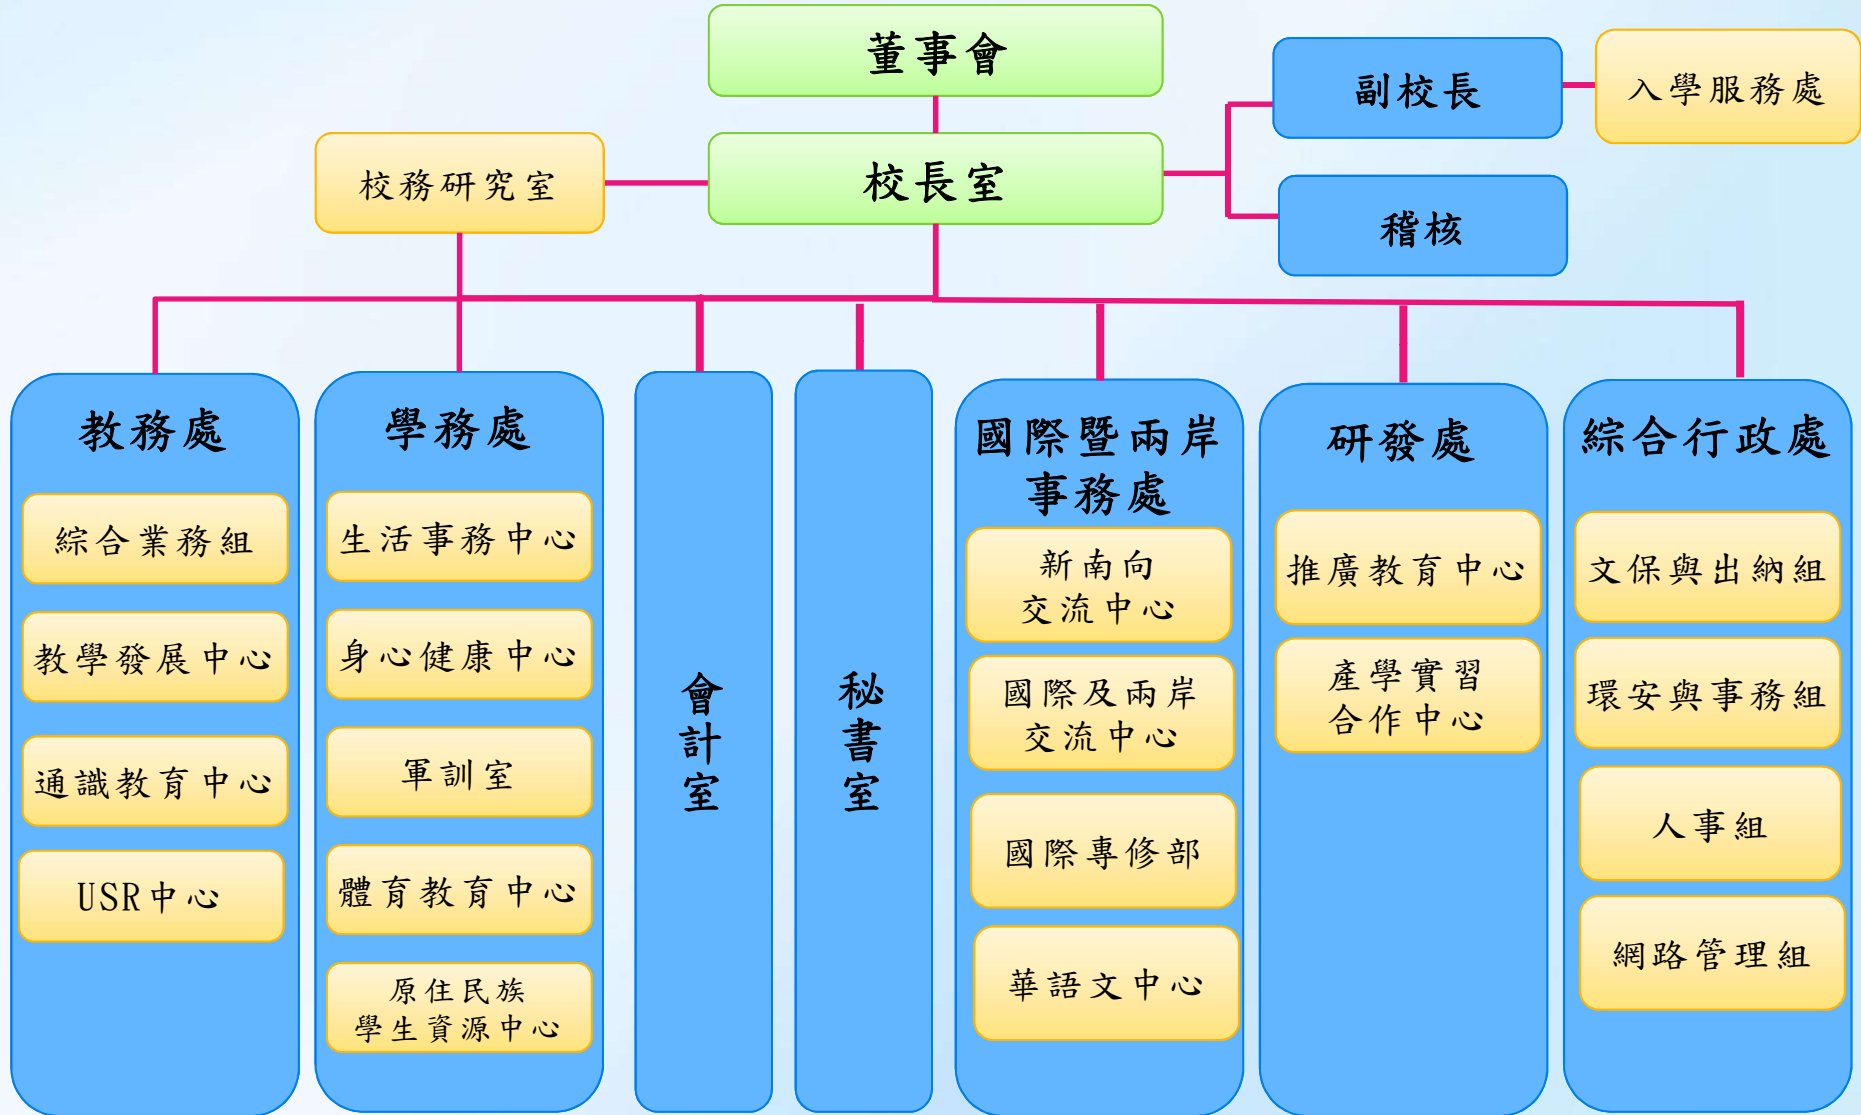 董事會
副校長
入學服務處
校務研究室
校長室
稽核
教務處
綜合業務組
教學發展中心
通識教育中心
USR中心
學務處
生活事務中心
身心健康中心
軍訓室
體育教育中心
原住民族
學生資源中心
會計室
秘書室
國際暨兩岸
事務處
新南向
交流中心
國際及兩岸
交流中心
國際專修部
華語文中心
研發處
推廣教育中心
產學實習
合作中心
綜合行政處
文保與出納組
環安與事務組
人事組
網路管理組